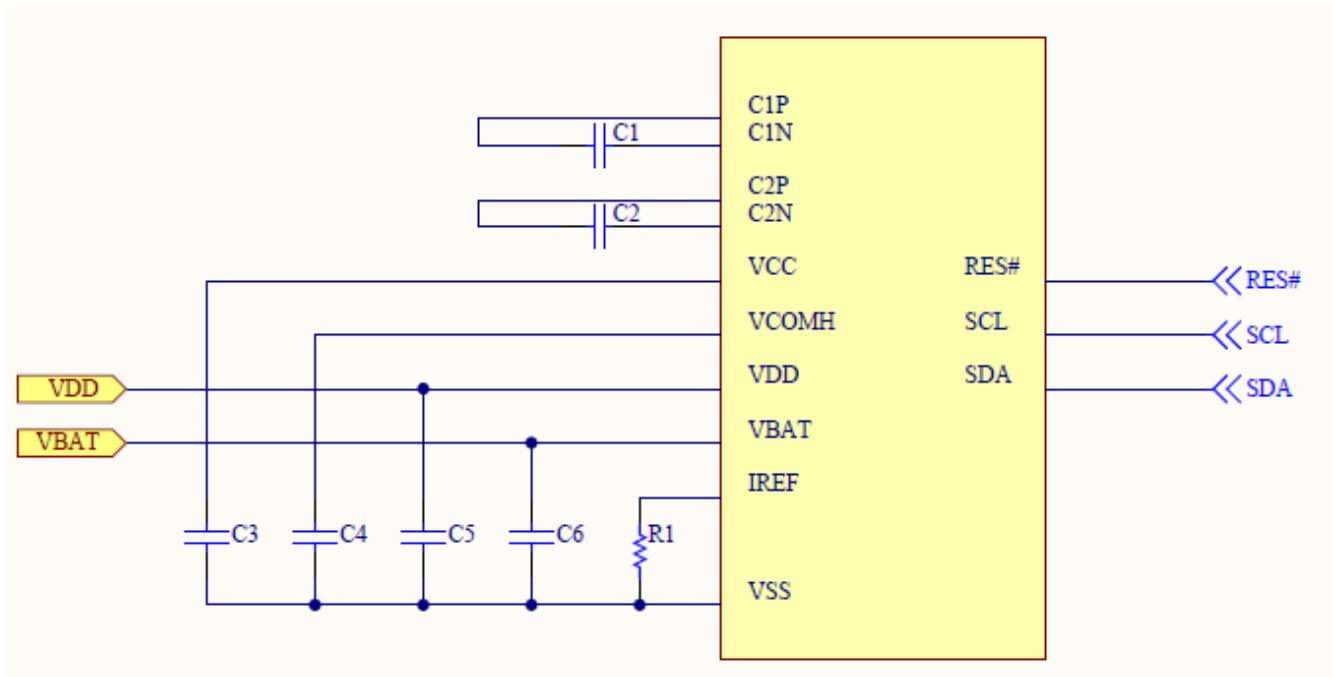 C1P
C1
C1N
C2P
C2
C2N
VCC
RES#
RES#
VCOMH
SCL
SCL
VDD
VDD
SDA
SDA
VBAT
VBAT
IREF
C3
C4
C5
C6
R1
VSS